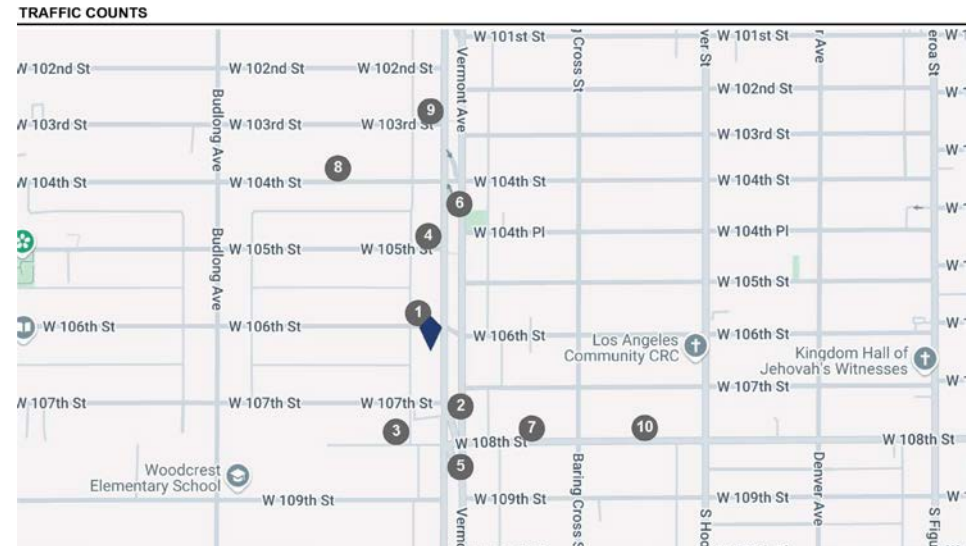 TRAFFIC COUNTS
W 101st St
W 101st St
W 102nd St
W 102nd St
W 102nd St
W 102nd St
Vermont Ave
Cross St
9
W 103rd St
W 103rd St
W 103rd St
W 103rd St
Budlong Ave
8
W 104th St
W 104th St
W 104th St
W 104th St
6
4
W 104th Pl
W 104th Pl
W 105th St
W 105th St
Budlong Ave
W 105th St
1
W 106th St
W 106th St
W 106th St
W 106th St
Los Angeles
Community CRC
Kingdom Hall of
Jehovah's Witnesses
W 107th St
W 107th St
W 107th St
W 107th St
2
3
7
10
W 108th St
W 108th St
5
Woodcrest
Elementary School
W 109th St
W 109th St
W 109th St
Baring Cross S
Denver Ave
S Figu